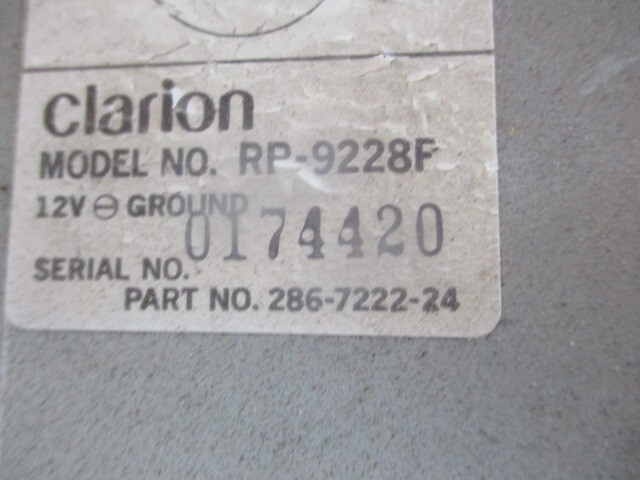 clarion
MODEL NO. RP-9228F
12V ⊖ GROUND
0174420
SERIAL NO.
PART NO. 286-7222-24